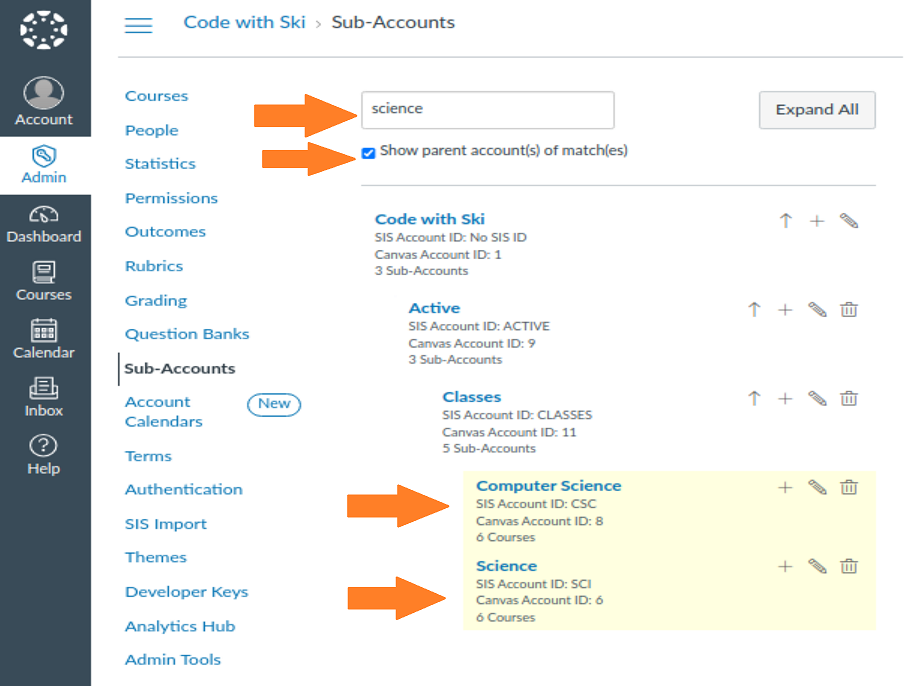 Code with Ski › Sub-Accounts
Account
Admin
Dashboard
Courses
Calendar
Inbox
Help
Courses
People
Statistics
Permissions
Outcomes
Rubrics
Grading
Question Banks
Sub-Accounts
Account
Calendars
New
Terms
Authentication
SIS Import
Themes
Developer Keys
Analytics Hub
Admin Tools
science
Expand All
Show parent account(s) of match(es)
Code with Ski
SIS Account ID: No SIS ID
Canvas Account ID: 1
3 Sub-Accounts
Active
SIS Account ID: ACTIVE
Canvas Account ID: 9
3 Sub-Accounts
Classes
SIS Account ID: CLASSES
Canvas Account ID: 11
5 Sub-Accounts
Computer Science
SIS Account ID: CSC
Canvas Account ID: 8
6 Courses
Science
SIS Account ID: SCI
Canvas Account ID: 6
6 Courses